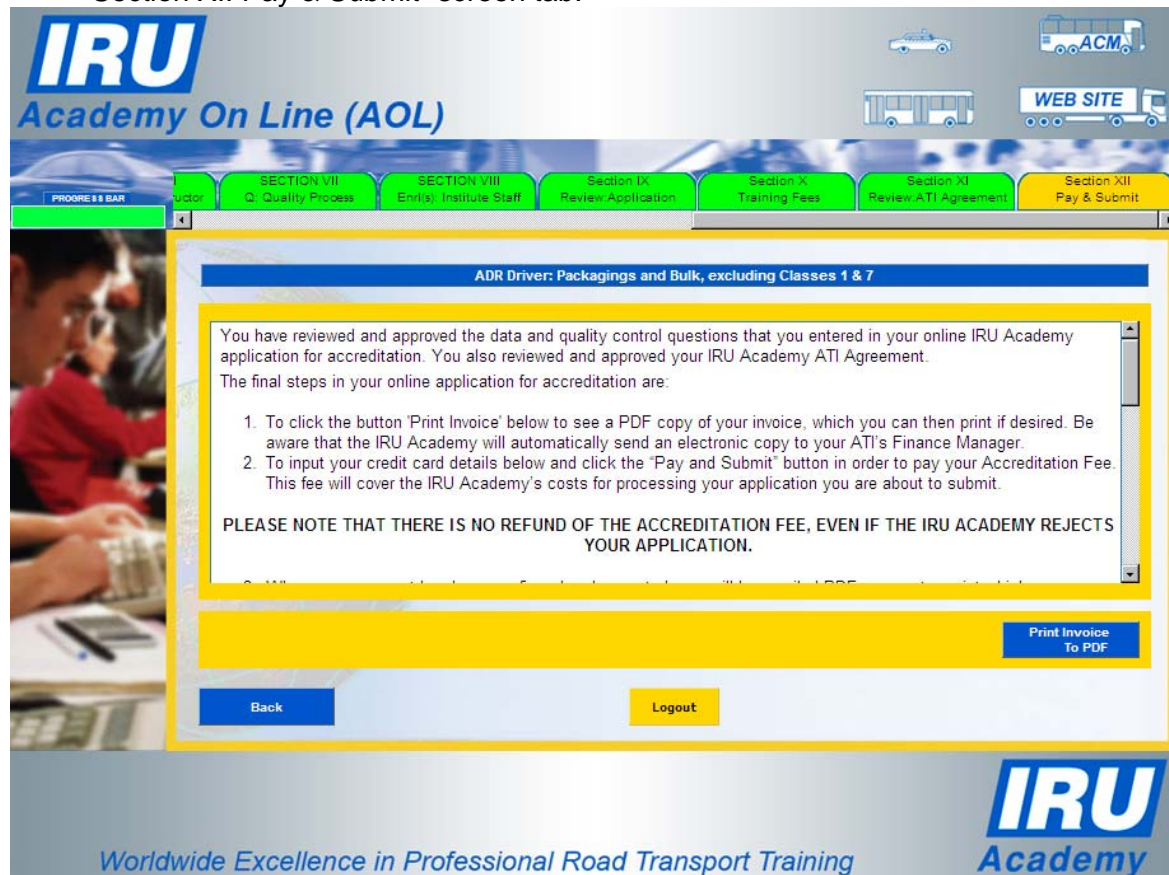 Section XII Pay & Submit" screen tab.
IRU
Academy On Line (AOL)
ACM
WEB SITE
PROGRESS BAR
uctor
SECTION VII
Q: Quality Process
SECTION VIII
Enrl(s): Institute Staff
Section IX
Review:Application
Section X
Training Fees
Section XI
Review:ATI Agreement
Section XII
Pay & Submit
ADR Driver: Packagings and Bulk, excluding Classes 1 & 7
You have reviewed and approved the data and quality control questions that you entered in your online IRU Academy
application for accreditation. You also reviewed and approved your IRU Academy ATI Agreement.
The final steps in your online application for accreditation are:
1. To click the button 'Print Invoice' below to see a PDF copy of your invoice, which you can then print if desired. Be
aware that the IRU Academy will automatically send an electronic copy to your ATI's Finance Manager.
2. To input your credit card details below and click the "Pay and Submit" button in order to pay your Accreditation Fee.
This fee will cover the IRU Academy's costs for processing your application you are about to submit.
PLEASE NOTE THAT THERE IS NO REFUND OF THE ACCREDITATION FEE, EVEN IF THE IRU ACADEMY REJECTS
YOUR APPLICATION.
Print Invoice
To PDF
Back
Logout
IRU
Academy
Worldwide Excellence in Professional Road Transport Training